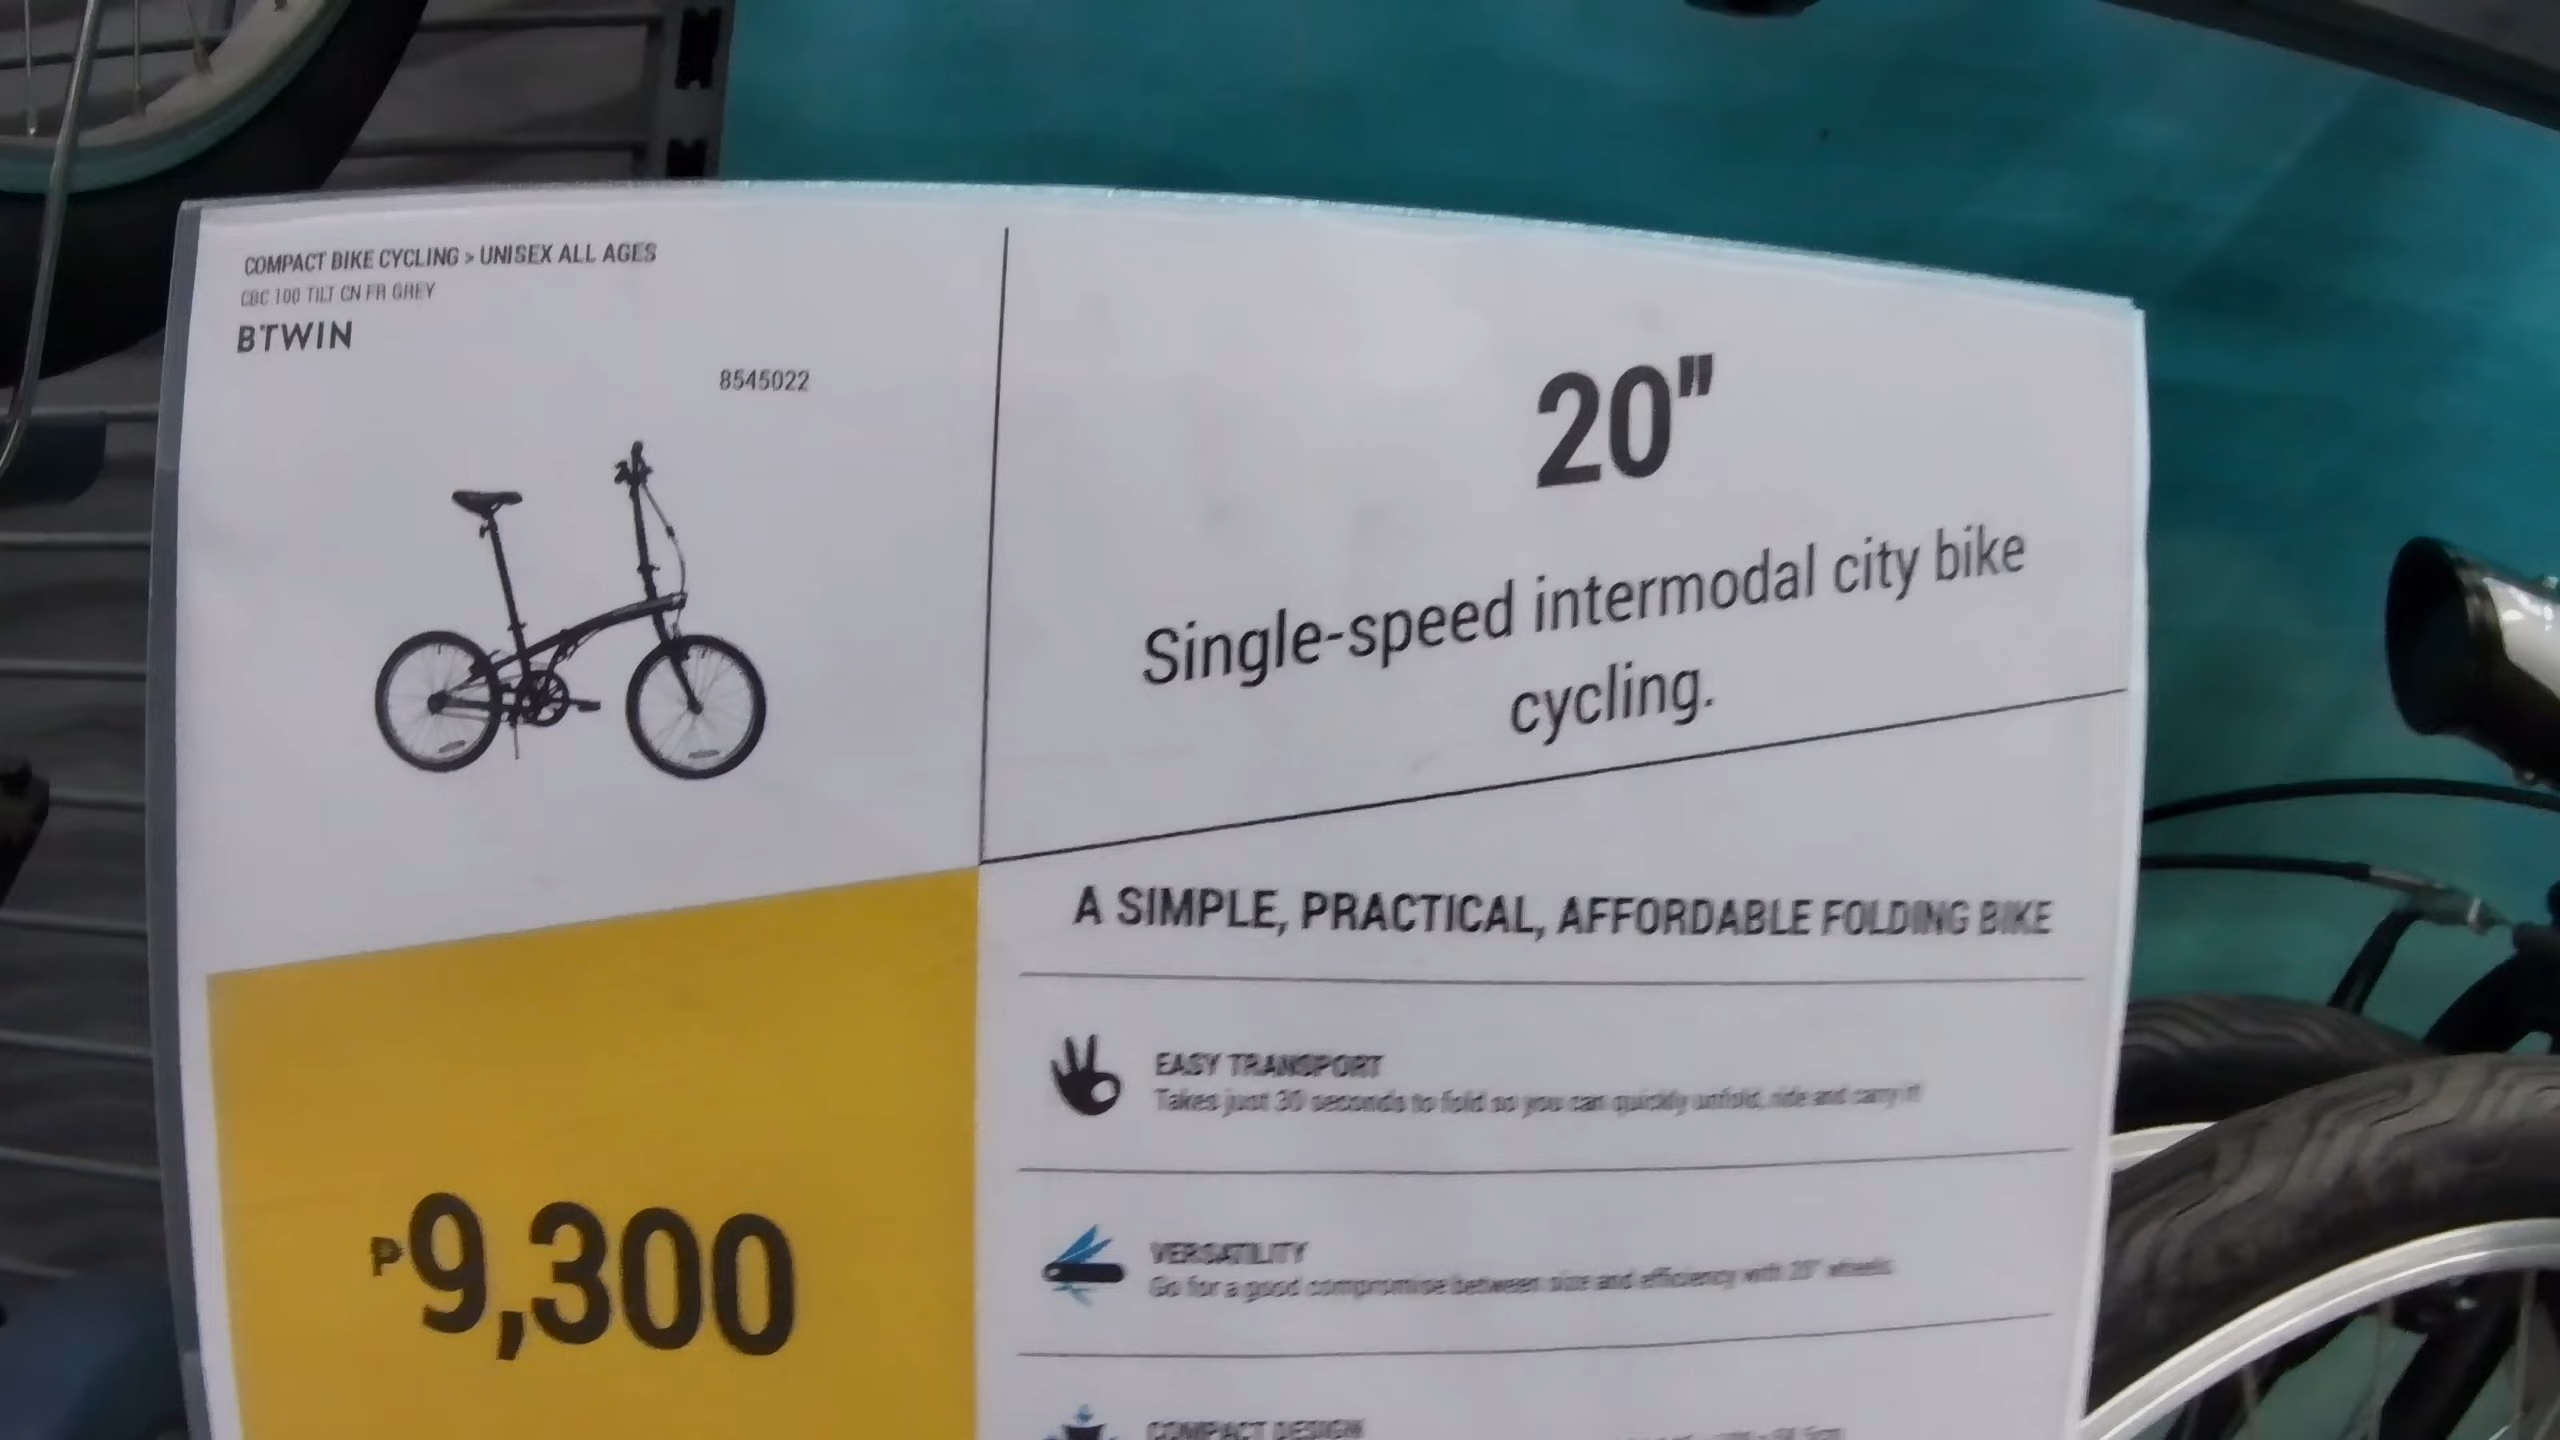 COMPACT BIKE CYCLING > UNISEX ALL AGES
CBC 100 TILT CN FR GREY
BTWIN
8545022
20"
Single-speed intermodal city bike
cycling.
A SIMPLE, PRACTICAL, AFFORDABLE FOLDING BIKE
EASY TRANSPORT
Takes just 30 seconds to fold so you can quickly unfold, ride and carry it
VERSATILITY
Go for a good compromise between size and efficiency with 20" wheels
₱9,300
COMPACT DESIGN